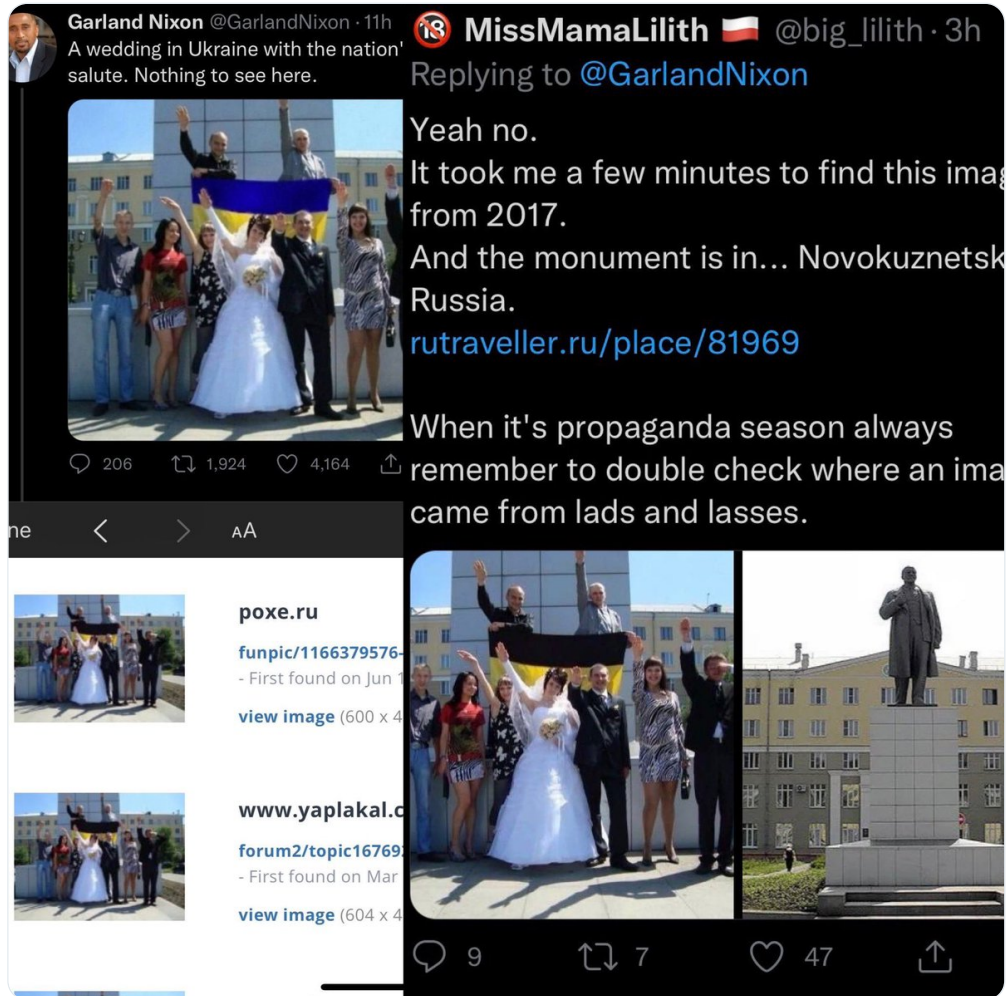 Garland Nixon @GarlandNixon · 11h
A wedding in Ukraine with the nation'
salute. Nothing to see here.
206 1,924 4,164
ne < > AA
poxe.ru
funpic/1166379576-
- First found on Jun 1
view image (600 x 4
www.yaplakal.c
forum2/topic16769
- First found on Mar
view image (604 x 4
18 MissMamaLilith @big_lilith · 3h
Replying to @GarlandNixon
Yeah no.
It took me a few minutes to find this imag
from 2017.
And the monument is in... Novokuznetsk
Russia.
rutraveller.ru/place/81969
When it's propaganda season always
remember to double check where an ima
came from lads and lasses.
9 7 47